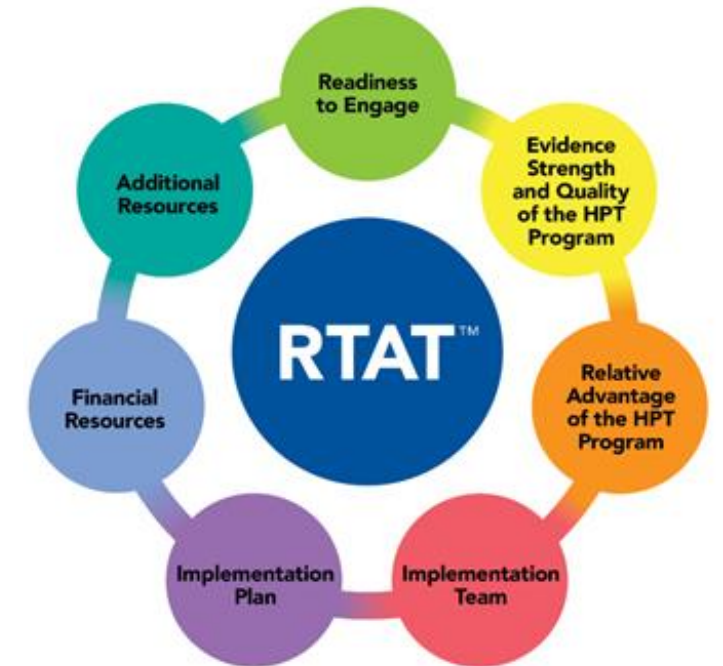 Readiness
to Engage
Evidence
Strength
and Quality
of the HPT
Program
Relative
Advantage
of the HPT
Program
Implementation
Team
Implementation
Plan
Financial
Resources
Additional
Resources
RTAT™